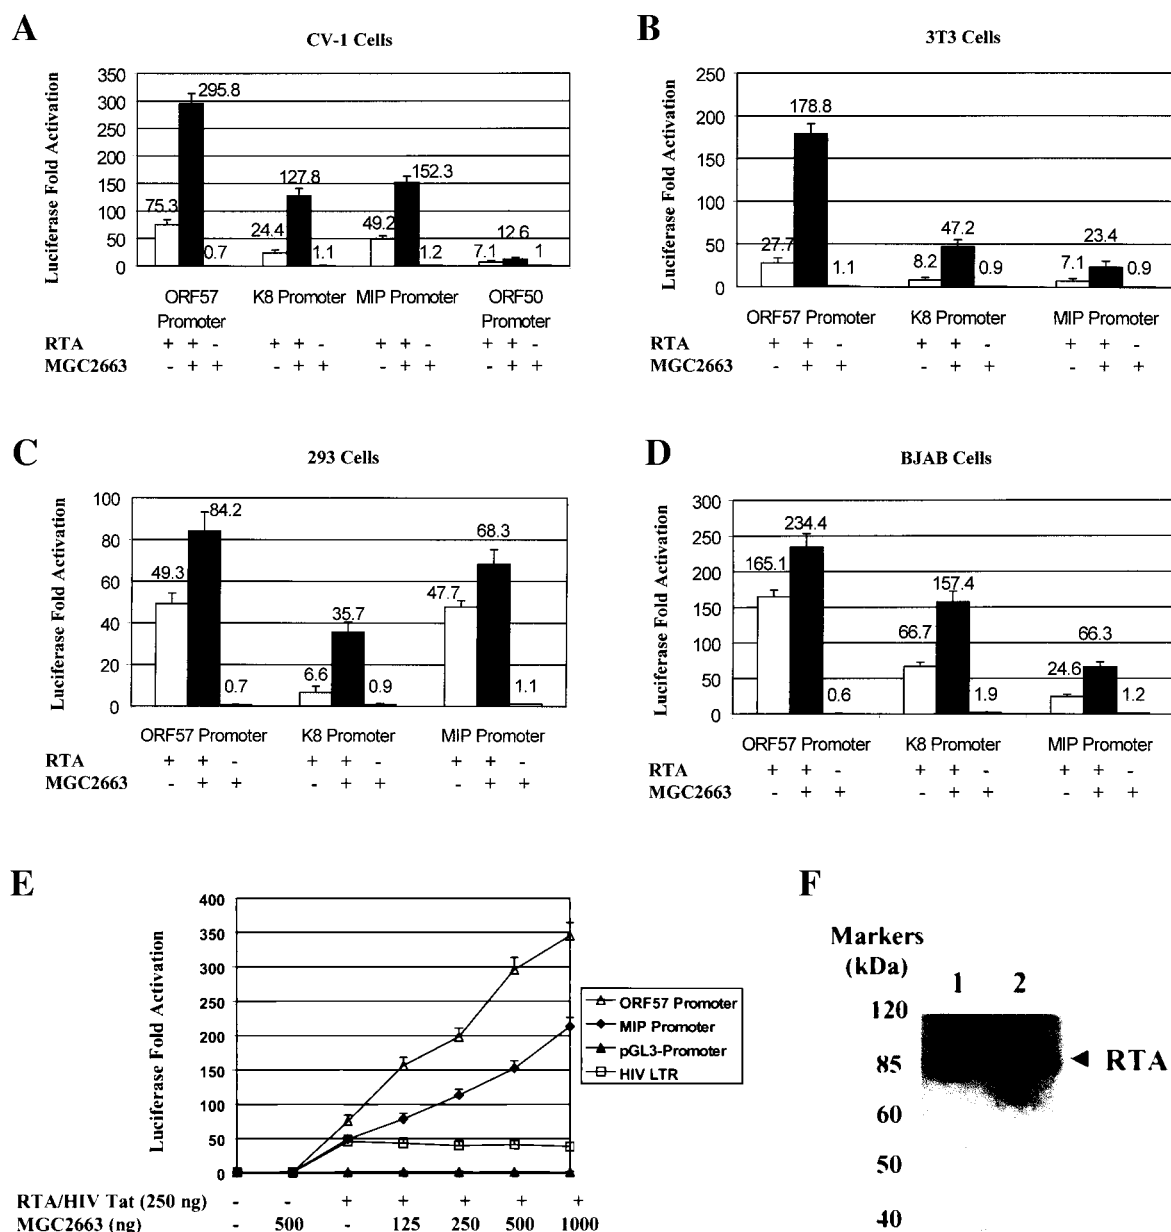 A
CV-1 Cells
Luciferase Fold Activation
350
300
250
200
150
100
50
0
75.3
295.8
0.7
24.4
127.8
1.1
49.2
152.3
1.2
7.1
12.6
1
ORF57 Promoter
K8 Promoter
MIP Promoter
ORF50 Promoter
RTA + + - + + - + + - + + -
MGC2663 - + + - + + - + + - + +
B
3T3 Cells
Luciferase Fold Activation
250
200
150
100
50
0
27.7
178.8
1.1
8.2
47.2
0.9
7.1
23.4
0.9
ORF57 Promoter
K8 Promoter
MIP Promoter
RTA + + - + + - + + -
MGC2663 - + + - + + - + +
C
293 Cells
Luciferase Fold Activation
100
80
60
40
20
0
49.3
84.2
0.7
6.6
35.7
0.9
47.7
68.3
1.1
ORF57 Promoter
K8 Promoter
MIP Promoter
RTA + + - + + - + + -
MGC2663 - + + - + + - + +
D
BJAB Cells
Luciferase Fold Activation
300
250
200
150
100
50
0
165.1
234.4
0.6
66.7
157.4
1.9
24.6
66.3
1.2
ORF57 Promoter
K8 Promoter
MIP Promoter
RTA + + - + + - + + -
MGC2663 - + + - + + - + +
E
Luciferase Fold Activation
400
350
300
250
200
150
100
50
0
ORF57 Promoter
MIP Promoter
pGL3-Promoter
HIV LTR
RTA/HIV Tat (250 ng) - - + + + + +
MGC2663 (ng) - 500 - 125 250 500 1000
F
Markers
(kDa)
1 2
120
85
60
50
40
RTA